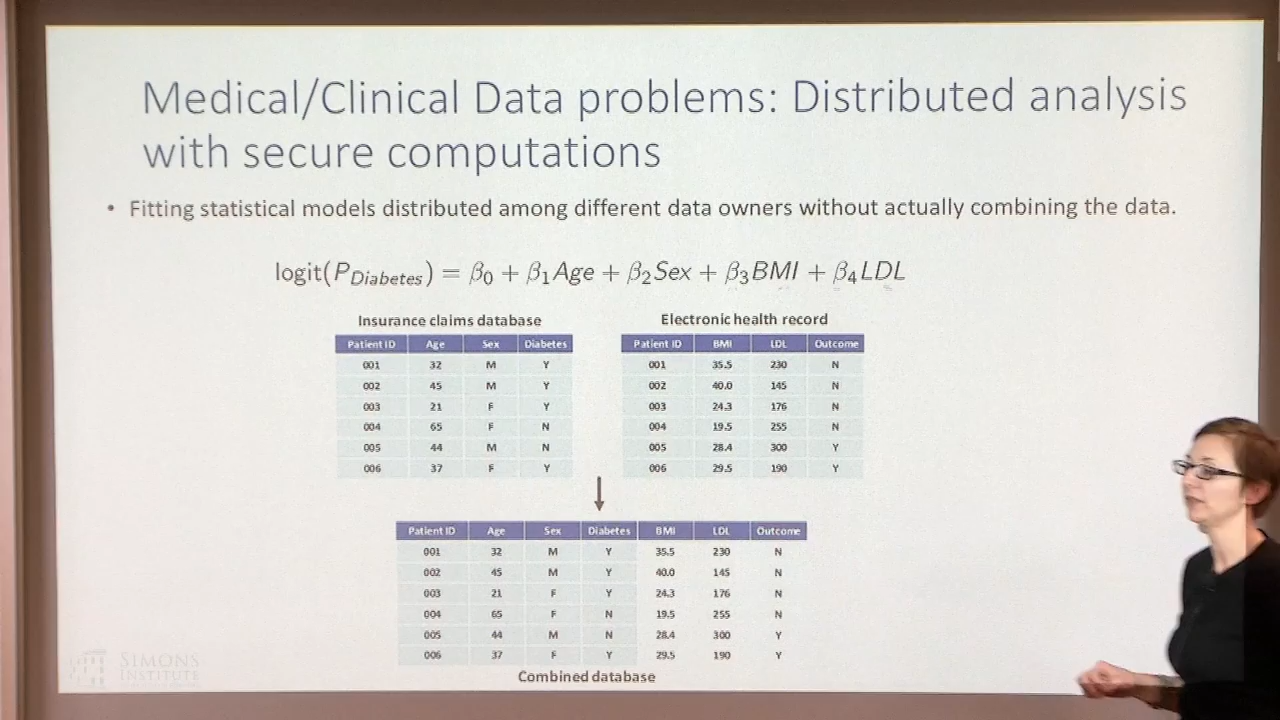 Medical/Clinical Data problems: Distributed analysis
with secure computations
• Fitting statistical models distributed among different data owners without actually combining the data.
logit(P_Diabetes) = β₀ + β₁Age + β₂Sex + β₃BMI + β₄LDL
Insurance claims database
Patient ID Age Sex Diabetes
001 32 M Y
002 45 M Y
003 21 F Y
004 65 F N
005 44 M N
006 37 F Y
Electronic health record
Patient ID BMI LDL Outcome
001 35.5 230 N
002 40.0 145 N
003 24.3 176 N
004 19.5 255 N
005 28.4 300 Y
006 29.5 190 Y
Patient ID Age Sex Diabetes BMI LDL Outcome
001 32 M Y 35.5 230 N
002 45 M Y 40.0 145 N
003 21 F Y 24.3 176 N
004 65 F N 19.5 255 N
005 44 M N 28.4 300 Y
006 37 F Y 29.5 190 Y
Combined database
SIMONS
INSTITUTE